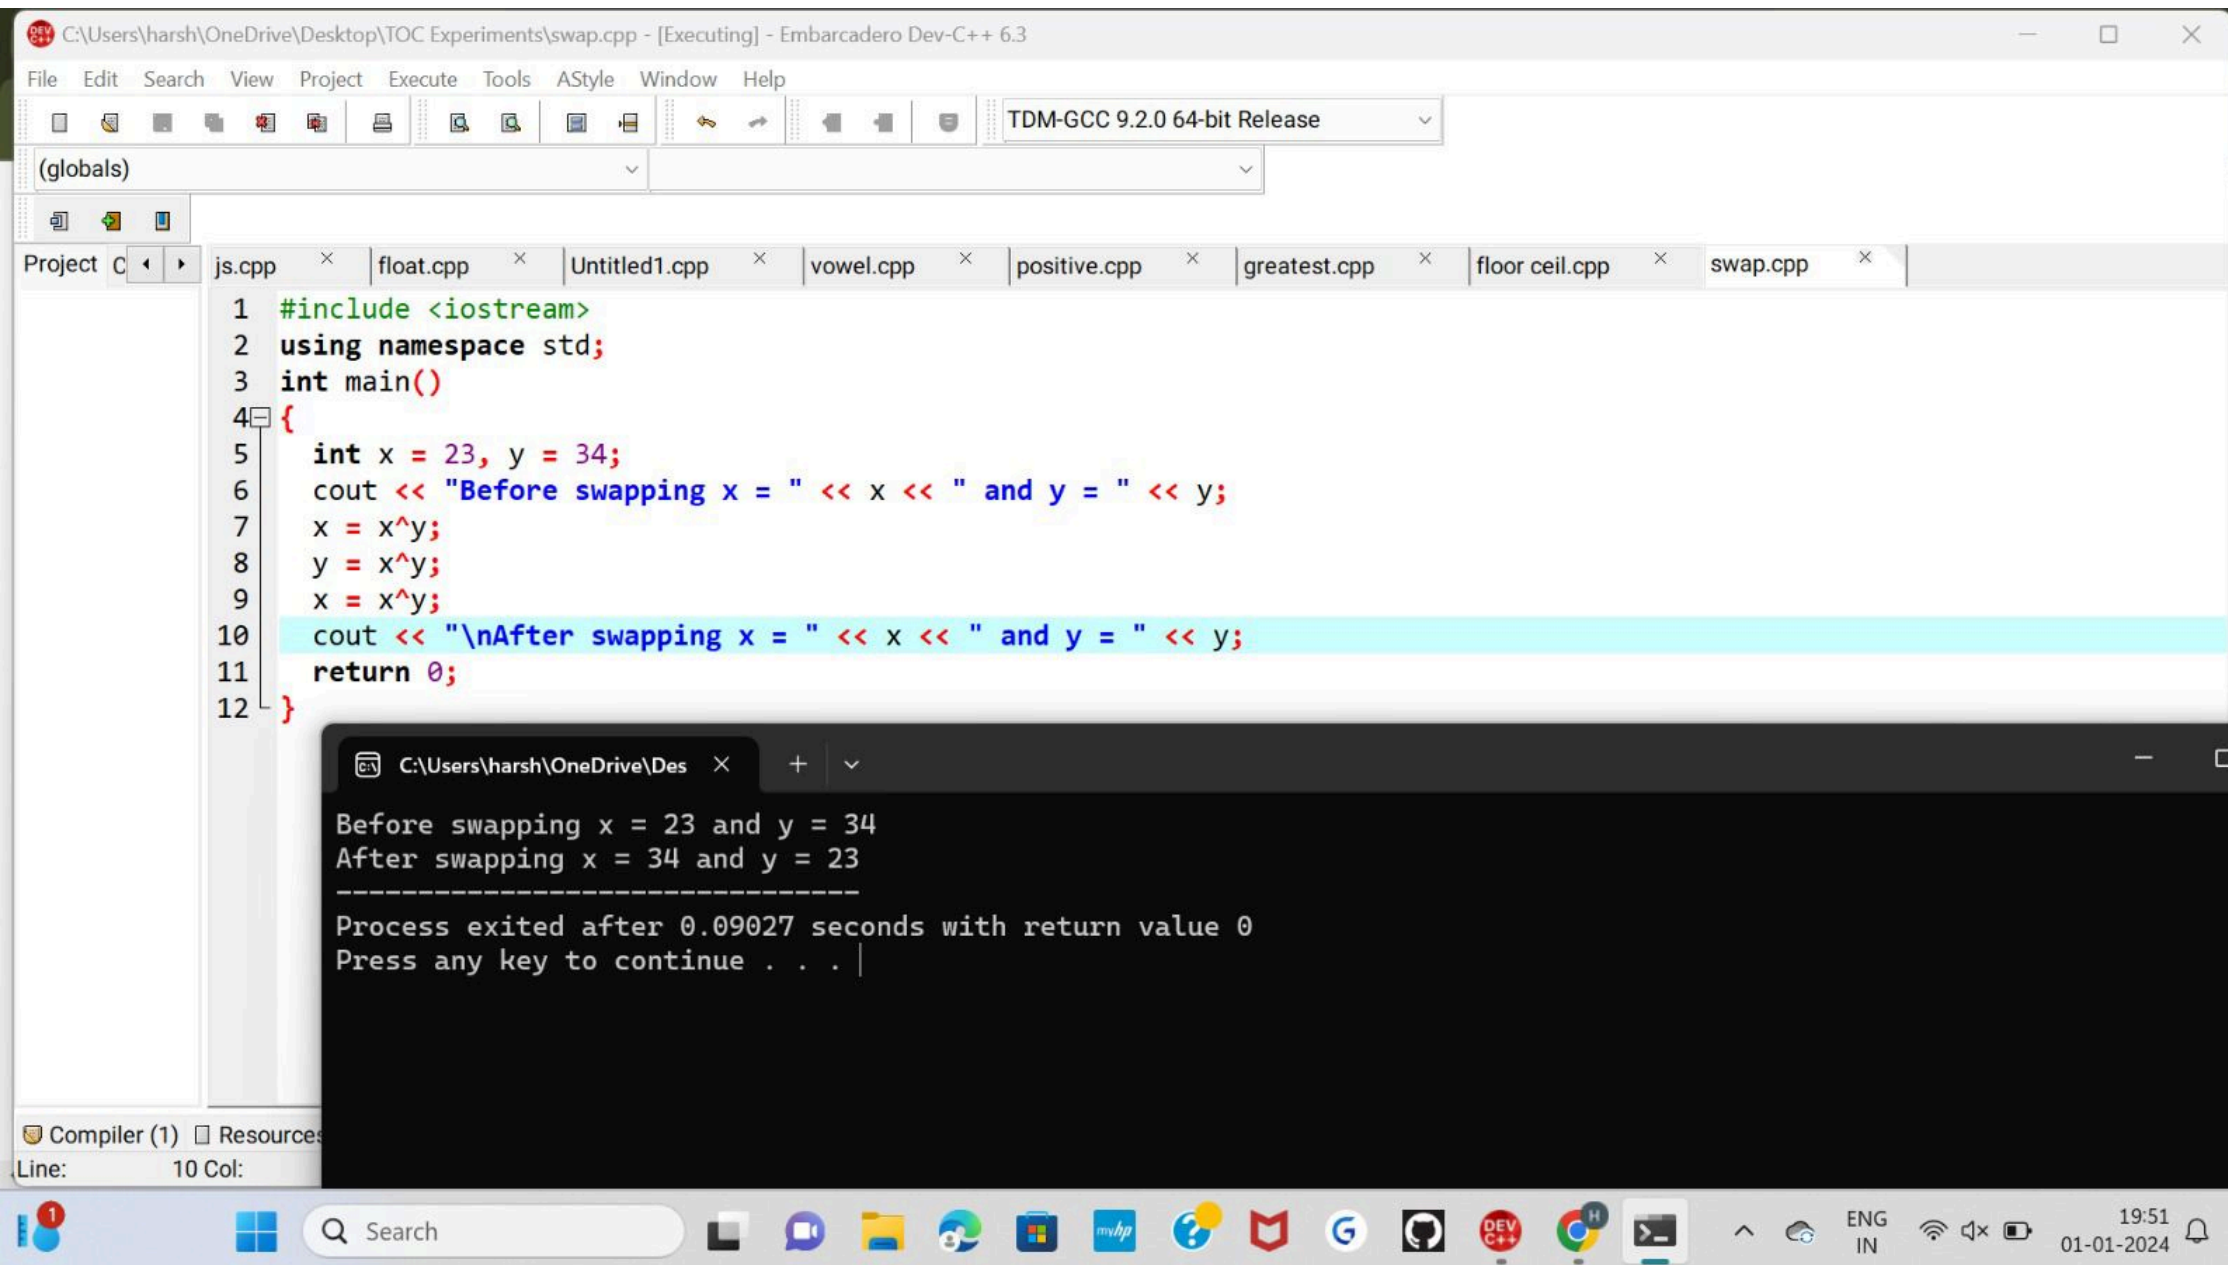 C:\Users\harsh\OneDrive\Desktop\TOC Experiments\swap.cpp - [Executing] - Embarcadero Dev-C++ 6.3
File Edit Search View Project Execute Tools AStyle Window Help
TDM-GCC 9.2.0 64-bit Release
(globals)
Project C js.cpp float.cpp Untitled1.cpp vowel.cpp positive.cpp greatest.cpp floor ceil.cpp swap.cpp
1 #include <iostream>
2 using namespace std;
3 int main()
4 {
5 int x = 23, y = 34;
6 cout << "Before swapping x = " << x << " and y = " << y;
7 x = x^y;
8 y = x^y;
9 x = x^y;
10 cout << "\nAfter swapping x = " << x << " and y = " << y;
11 return 0;
12 }
C:\Users\harsh\OneDrive\Des
Before swapping x = 23 and y = 34
After swapping x = 34 and y = 23
--------------------------------
Process exited after 0.09027 seconds with return value 0
Press any key to continue . . .
Compiler (1) Resources
Line: 10 Col:
1 Search myhp G DEV C++ H ENG 19:51
IN 01-01-2024